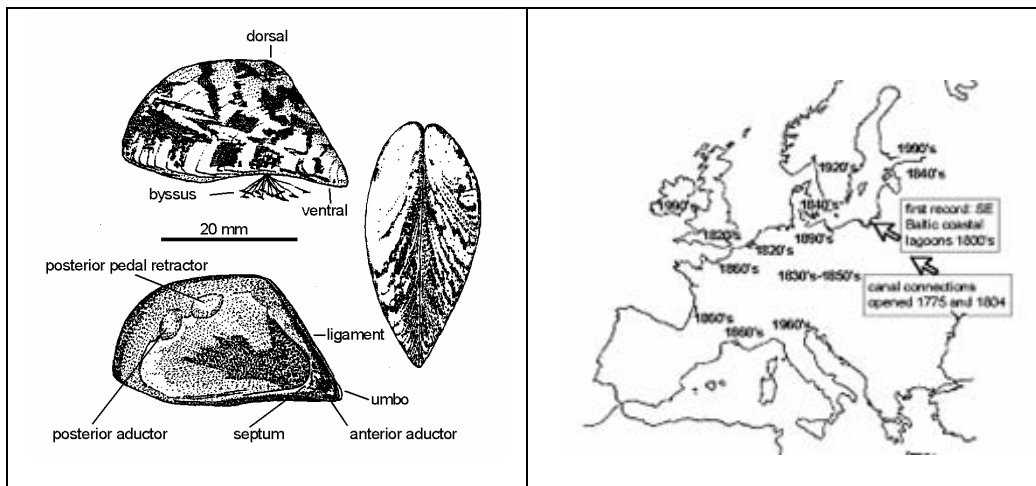 dorsal
byssus
ventral
20 mm
posterior pedal retractor
ligament
umbo
posterior aductor
septum
anterior aductor
1990's
1920's
1840's
1990's
1840's
first record: SE
Baltic coastal
lagoons 1800's
1820's
1890's
1820's
1860's
1830's-1850's
canal connections
opened 1775 and 1804
1860's
1860's
1960's